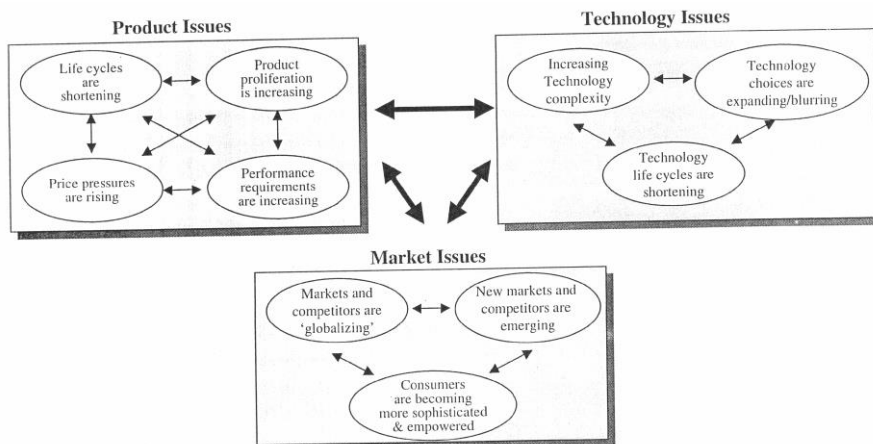 Product Issues
Life cycles
are
shortening
Product
proliferation
is increasing
Price pressures
are rising
Performance
requirements
are increasing
Technology Issues
Increasing
Technology
complexity
Technology
choices are
expanding/blurring
Technology
life cycles are
shortening
Market Issues
Markets and
competitors are
‘globalizing’
New markets and
competitors are
emerging
Consumers
are becoming
more sophisticated
& empowered